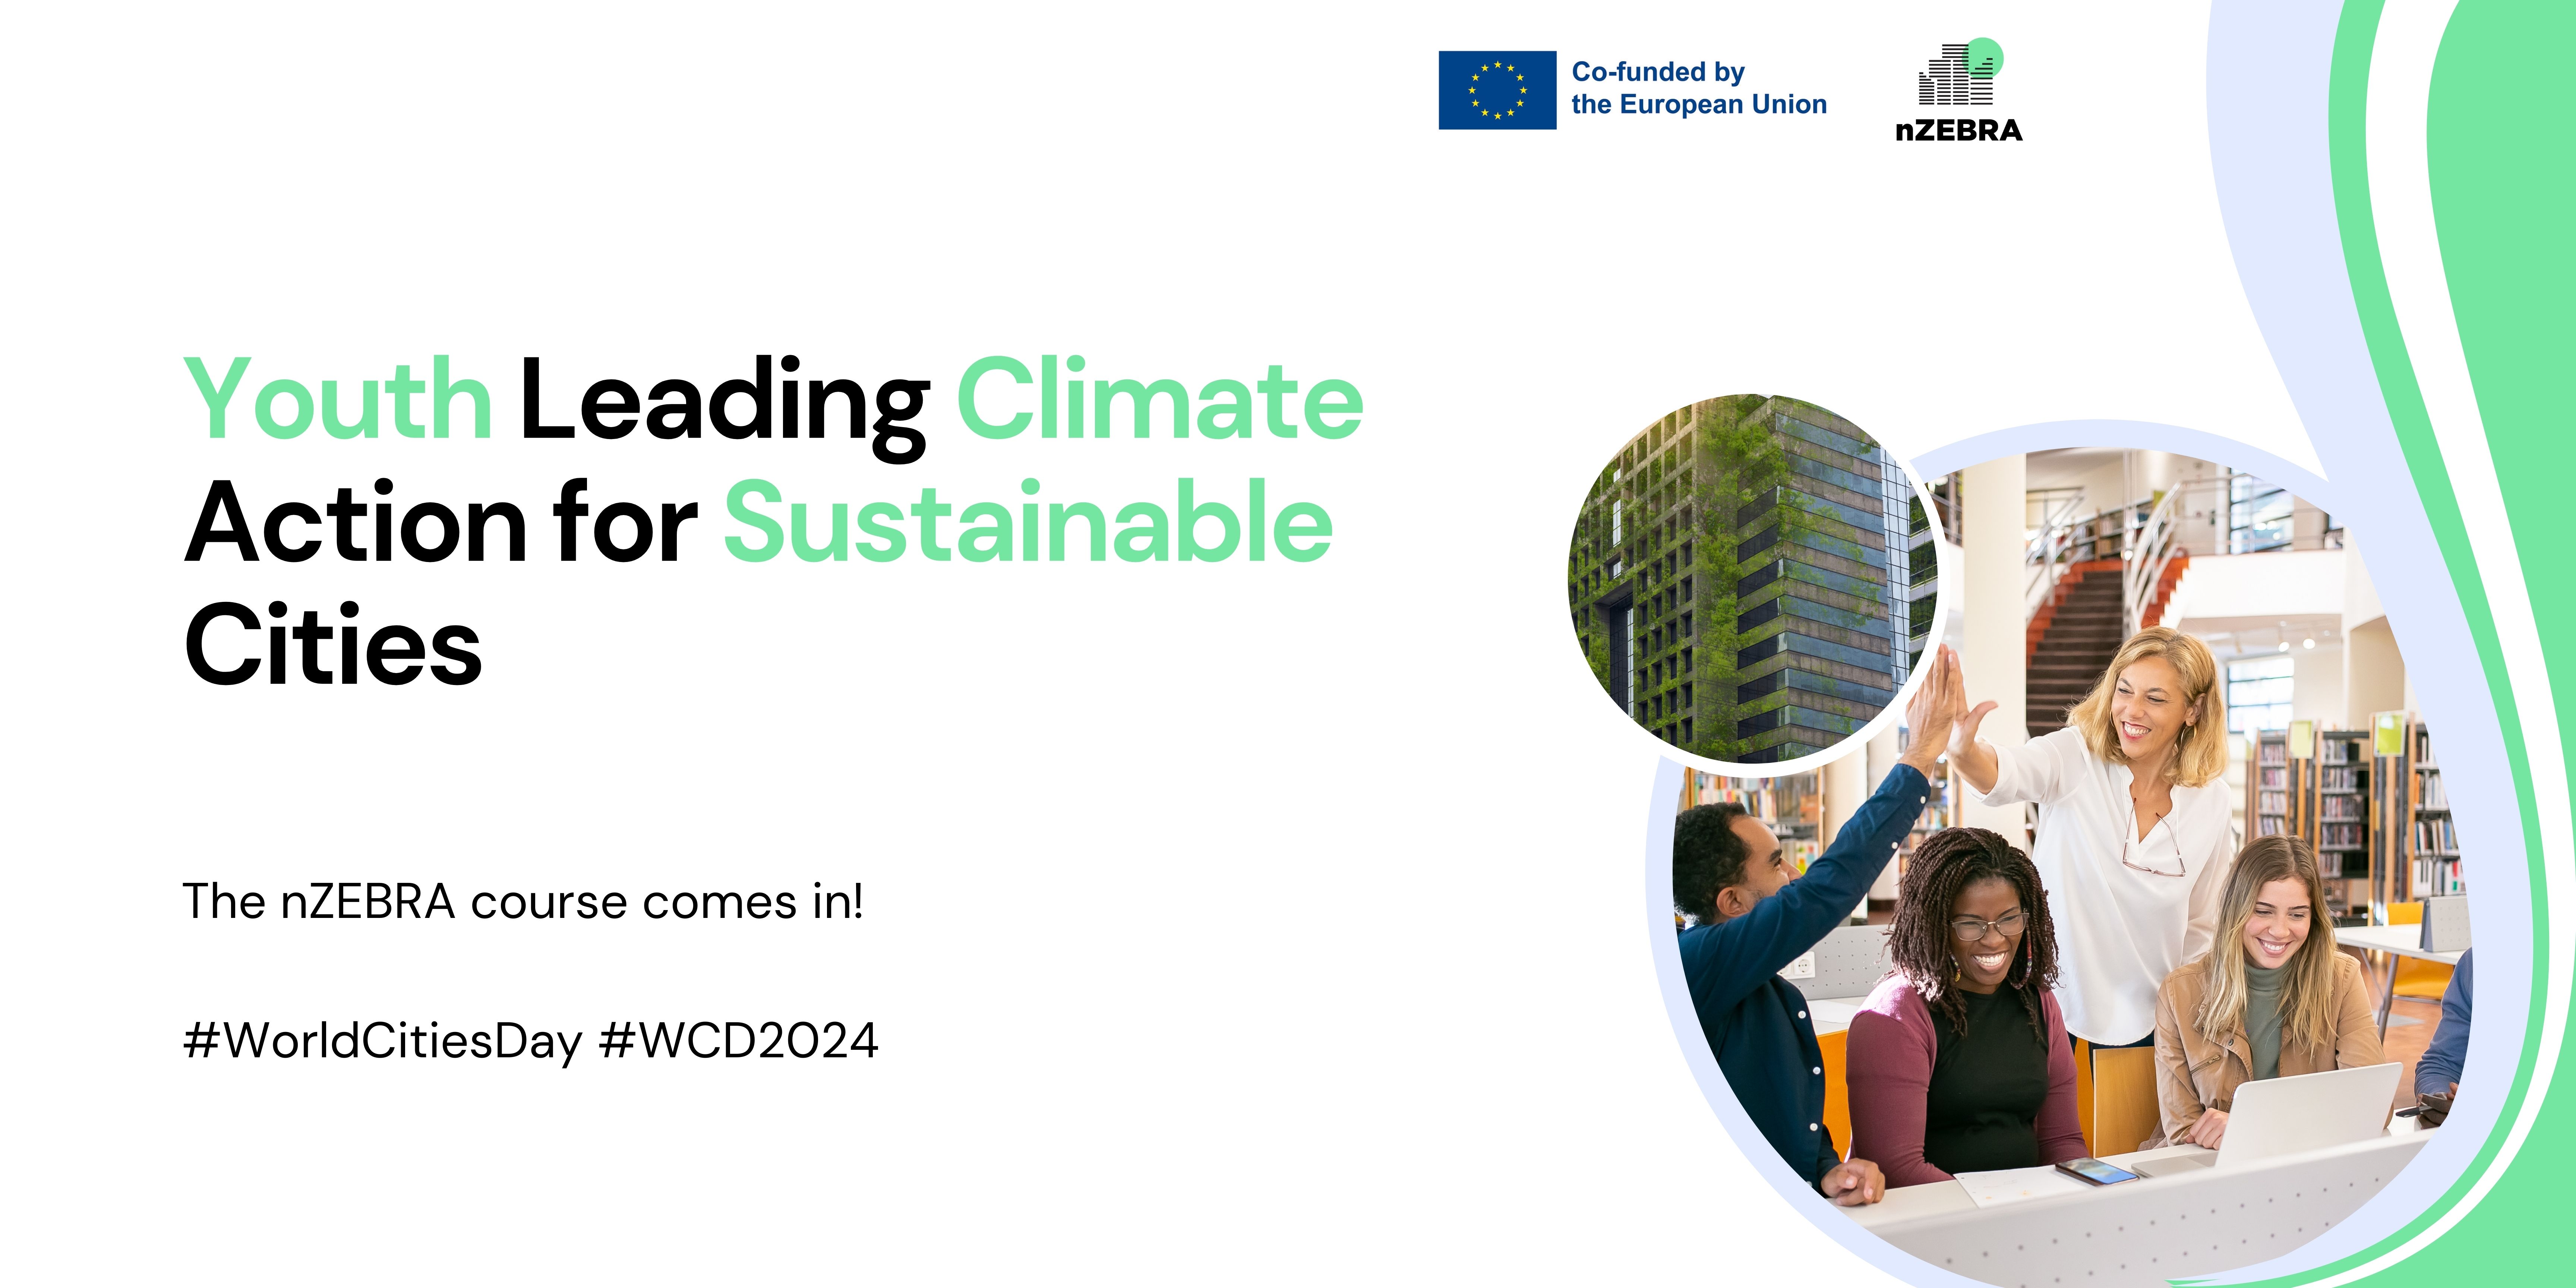 Co-funded by
the European Union
nZEBRA
Youth Leading Climate
Action for Sustainable
Cities
The nZEBRA course comes in!
#WorldCitiesDay #WCD2024